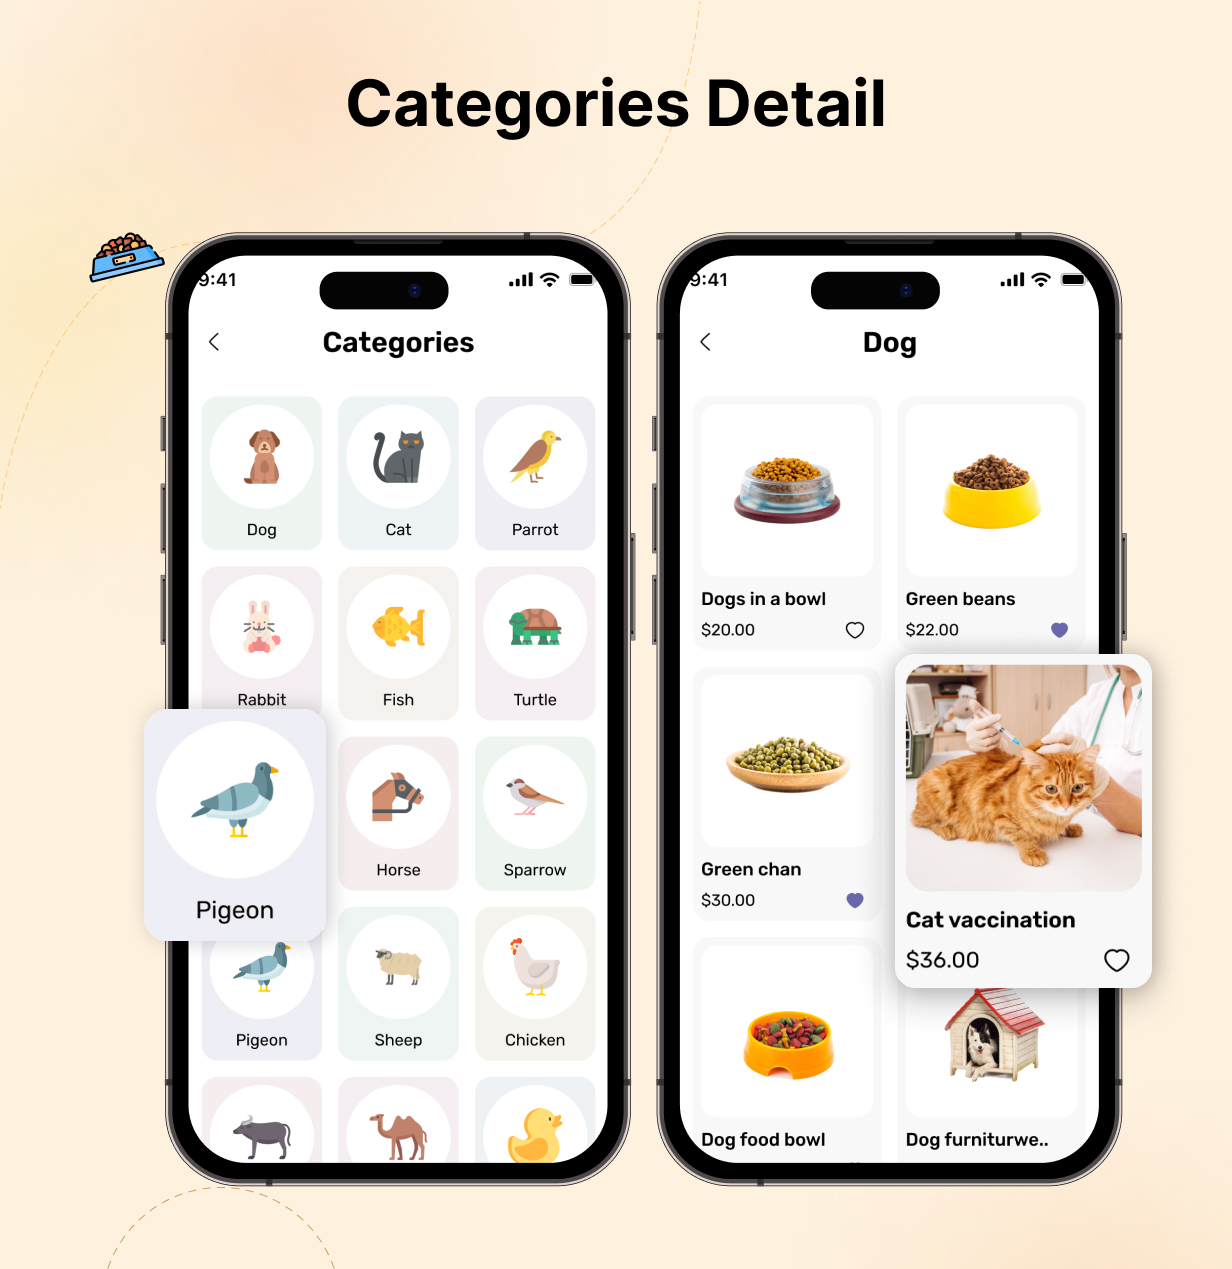 Categories Detail
9:41
Categories
Dog
Cat
Parrot
Rabbit
Fish
Turtle
Pigeon
Horse
Sparrow
Pigeon
Sheep
Chicken
9:41
Dog
Dogs in a bowl
$20.00
Green beans
$22.00
Green chan
$30.00
Cat vaccination
$36.00
Dog food bowl
Dog furniturwe..